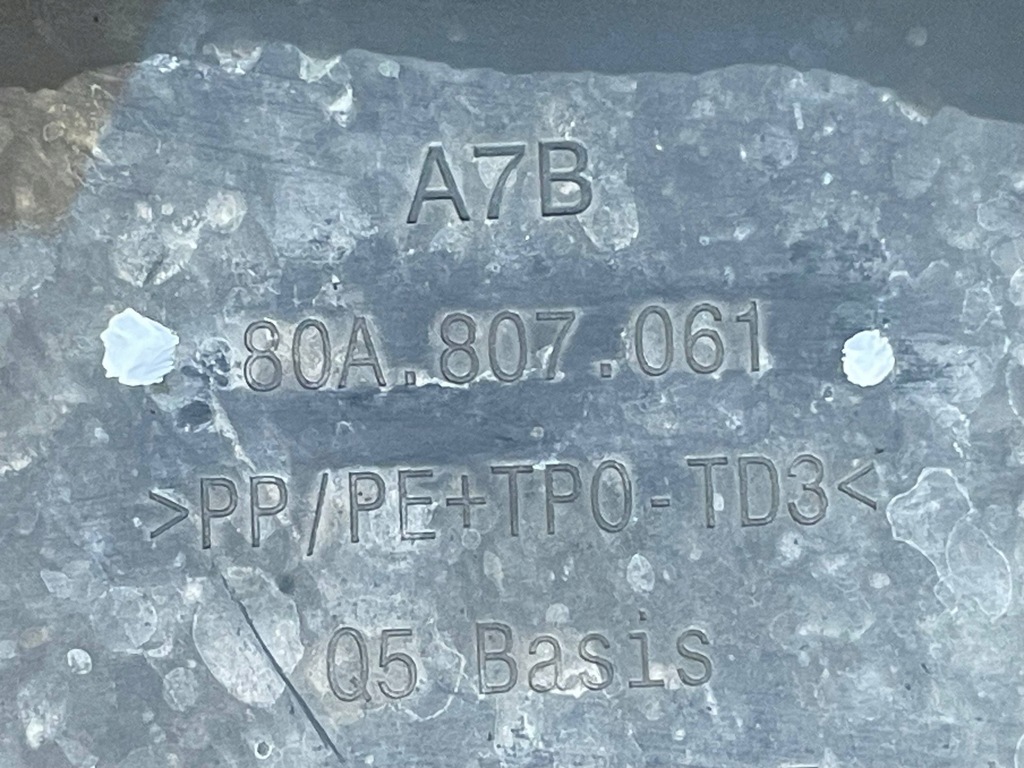 A7B
80A.807.061
>PP/PE+TPO-TD3<
Q5 Basis